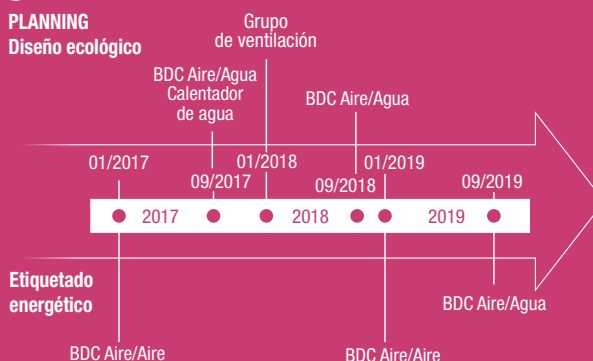 PLANNING
Diseño ecológico
Grupo
de ventilación
BDC Aire/Agua
Calentador
de agua
BDC Aire/Agua
01/2017
09/2017
01/2018
09/2018
01/2019
09/2019
2017
2018
2019
Etiquetado
energético
BDC Aire/Agua
BDC Aire/Aire
BDC Aire/Aire